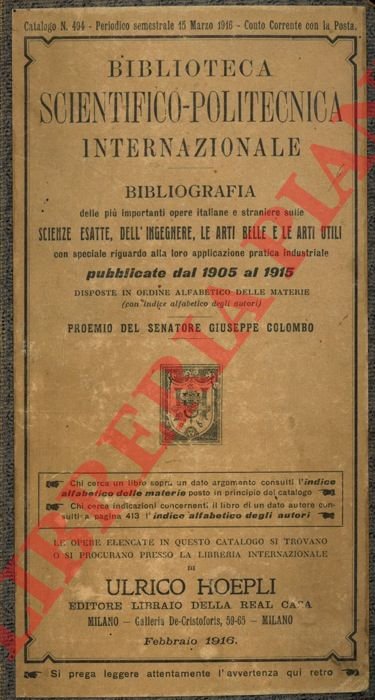 Catalogo N. 494 - Periodico semestrale 15 Marzo 1916 - Conto Corrente con la Posta.
BIBLIOTECA
SCIENTIFICO-POLITECNICA
INTERNAZIONALE
BIBLIOGRAFIA
delle più importanti opere italiane e straniere sulle
SCIENZE ESATTE, DELL'INGEGNERE, LE ARTI BELLE E LE ARTI UTILI
con speciale riguardo alla loro applicazione pratica industriale
pubblicate dal 1905 al 1915
DISPOSTE IN ORDINE ALFABETICO DELLE MATERIE
(con indice alfabetico degli autori)
PROEMIO DEL SENATORE GIUSEPPE COLOMBO
Chi cerca un libro sopra un dato argomento consulti l'indice
alfabetico delle materie posto in principio del catalogo
Chi cerca indicazioni concernenti il libro di un dato autore con-
sulti a pagina 413 l'indice alfabetico degli autori
LE OPERE ELENCATE IN QUESTO CATALOGO SI TROVANO
O SI PROCURANO PRESSO LA LIBRERIA INTERNAZIONALE
DI
ULRICO HOEPLI
EDITORE LIBRAIO DELLA REAL CASA
MILANO - Galleria De-Cristoforis, 59-65 - MILANO
Febbraio 1916.
Si prega leggere attentamente l'avvertenza qui retro
LIBRERIA PIANI